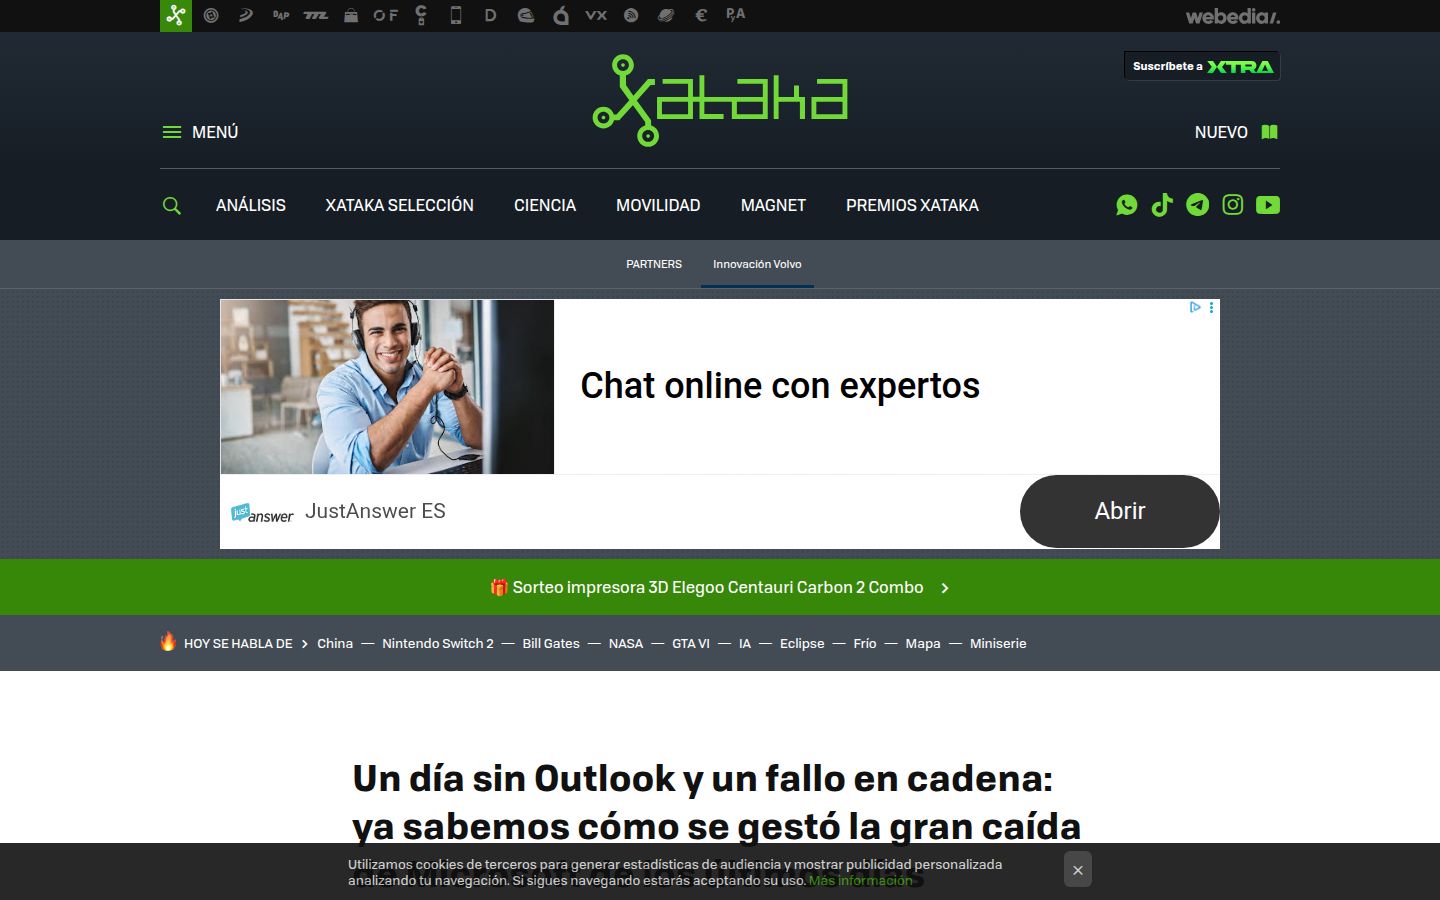 webedia/.
xataka
Suscríbete a XTRA
MENÚ
NUEVO
ANÁLISIS XATAKA SELECCIÓN CIENCIA MOVILIDAD MAGNET PREMIOS XATAKA
PARTNERS Innovación Volvo
Chat online con expertos
just answer JustAnswer ES
Abrir
Sorteo impresora 3D Elegoo Centauri Carbon 2 Combo
HOY SE HABLA DE China — Nintendo Switch 2 — Bill Gates — NASA — GTA VI — IA — Eclipse — Frío — Mapa — Miniserie
Un día sin Outlook y un fallo en cadena:
ya sabemos cómo se gestó la gran caída
Utilizamos cookies de terceros para generar estadísticas de audiencia y mostrar publicidad personalizada
analizando tu navegación. Si sigues navegando estarás aceptando su uso. Más información